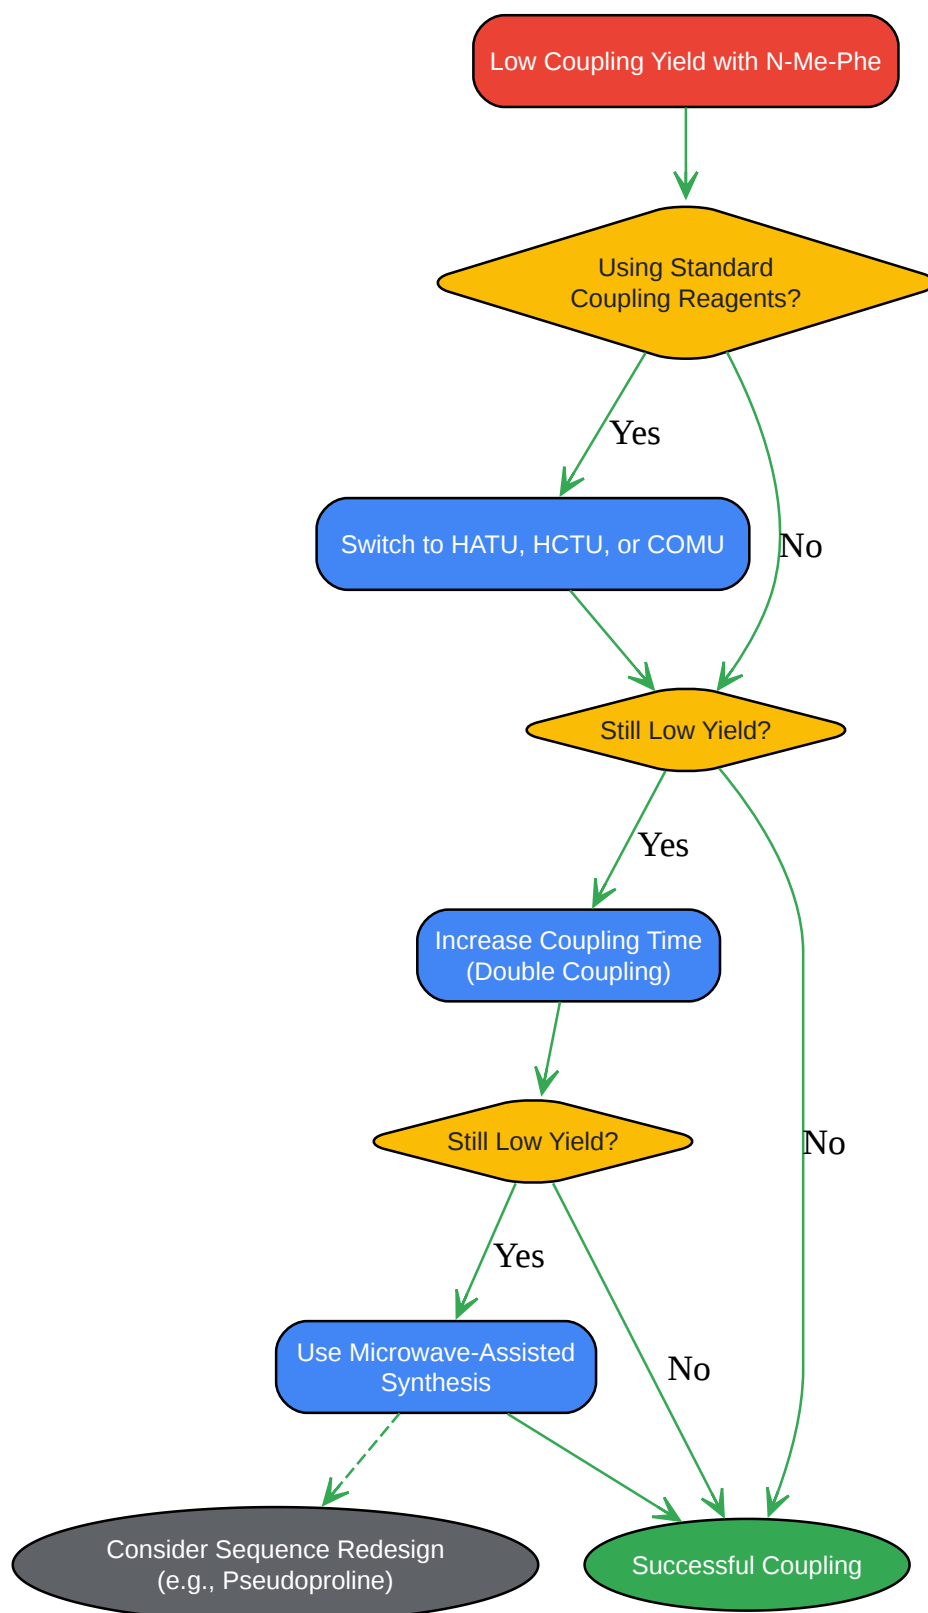 Low Coupling Yield with N-Me-Phe
Using Standard
Coupling Reagents?
Yes
Switch to HATU, HCTU, or COMU
No
Still Low Yield?
Yes
Increase Coupling Time
(Double Coupling)
Still Low Yield?
No
Yes
Use Microwave-Assisted
Synthesis
No
Consider Sequence Redesign
(e.g., Pseudoproline)
Successful Coupling